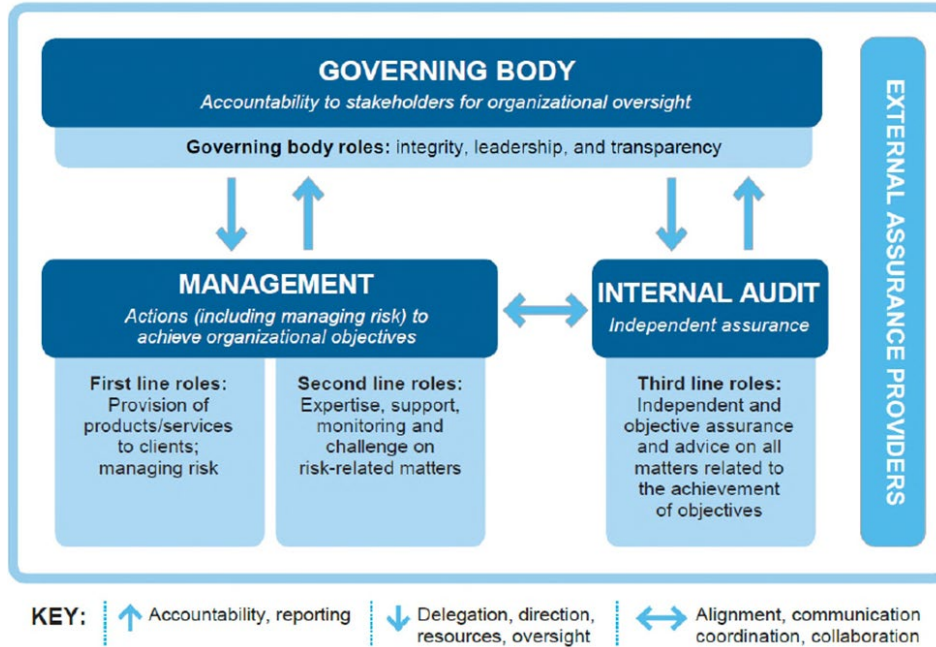 GOVERNING BODY
Accountability to stakeholders for organizational oversight
Governing body roles: integrity, leadership, and transparency
MANAGEMENT
Actions (including managing risk) to
achieve organizational objectives
First line roles:
Provision of
products/services
to clients;
managing risk
Second line roles:
Expertise, support,
monitoring and
challenge on
risk-related matters
INTERNAL AUDIT
Independent assurance
Third line roles:
Independent and
objective assurance
and advice on all
matters related to
the achievement
of objectives
EXTERNAL ASSURANCE PROVIDERS
KEY:
Accountability, reporting
Delegation, direction,
resources, oversight
Alignment, communication
coordination, collaboration